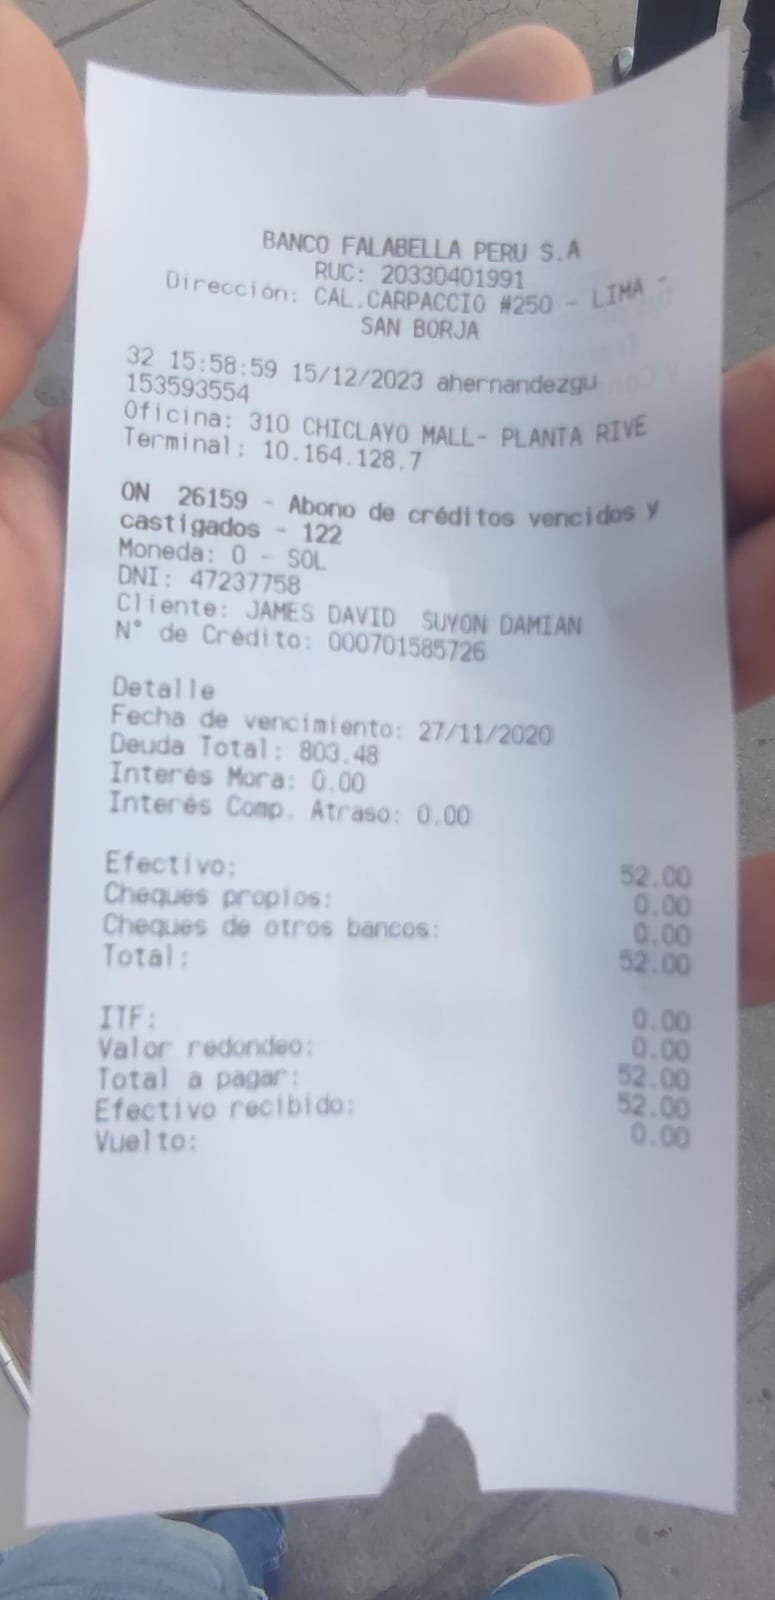 BANCO FALABELLA PERU S.A
RUC: 20330401991
Dirección: CAL.CARPACCIO #250 - LIMA -
SAN BORJA
32 15:58:59 15/12/2023 ahernandezgu
153593554
Oficina: 310 CHICLAYO MALL- PLANTA RIVE
Terminal: 10.164.128.7
ON 26159 - Abono de créditos vencidos y
castigados - 122
Moneda: 0 - SOL
DNI: 47237758
Cliente: JAMES DAVID SUYON DAMIAN
N° de Crédito: 000701585726
Detalle
Fecha de vencimiento: 27/11/2020
Deuda Total: 803.48
Interés Mora: 0.00
Interés Comp. Atraso: 0.00
Efectivo: 52.00
Cheques propios: 0.00
Cheques de otros bancos: 0.00
Total: 52.00
ITF: 0.00
Valor redondeo: 0.00
Total a pagar: 52.00
Efectivo recibido: 52.00
Vuelto: 0.00